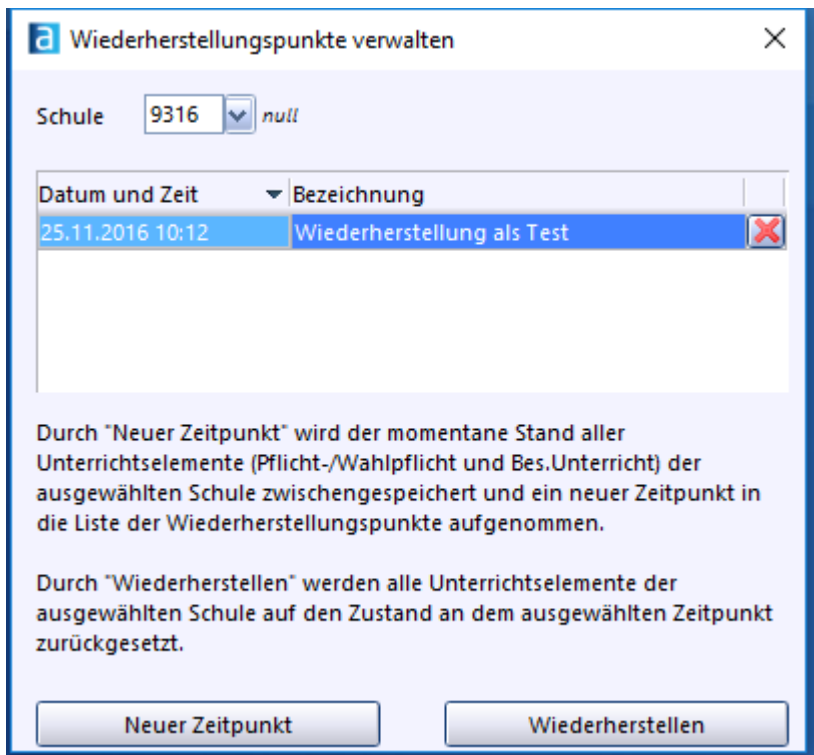 a Wiederherstellungspunkte verwalten
Schule 9316 null
Datum und Zeit Bezeichnung
25.11.2016 10:12 Wiederherstellung als Test
Durch "Neuer Zeitpunkt" wird der momentane Stand aller
Unterrichtselemente (Pflicht-/Wahlpflicht und Bes.Unterricht) der
ausgewählten Schule zwischengespeichert und ein neuer Zeitpunkt in
die Liste der Wiederherstellungspunkte aufgenommen.
Durch "Wiederherstellen" werden alle Unterrichtselemente der
ausgewählten Schule auf den Zustand an dem ausgewählten Zeitpunkt
zurückgesetzt.
Neuer Zeitpunkt Wiederherstellen